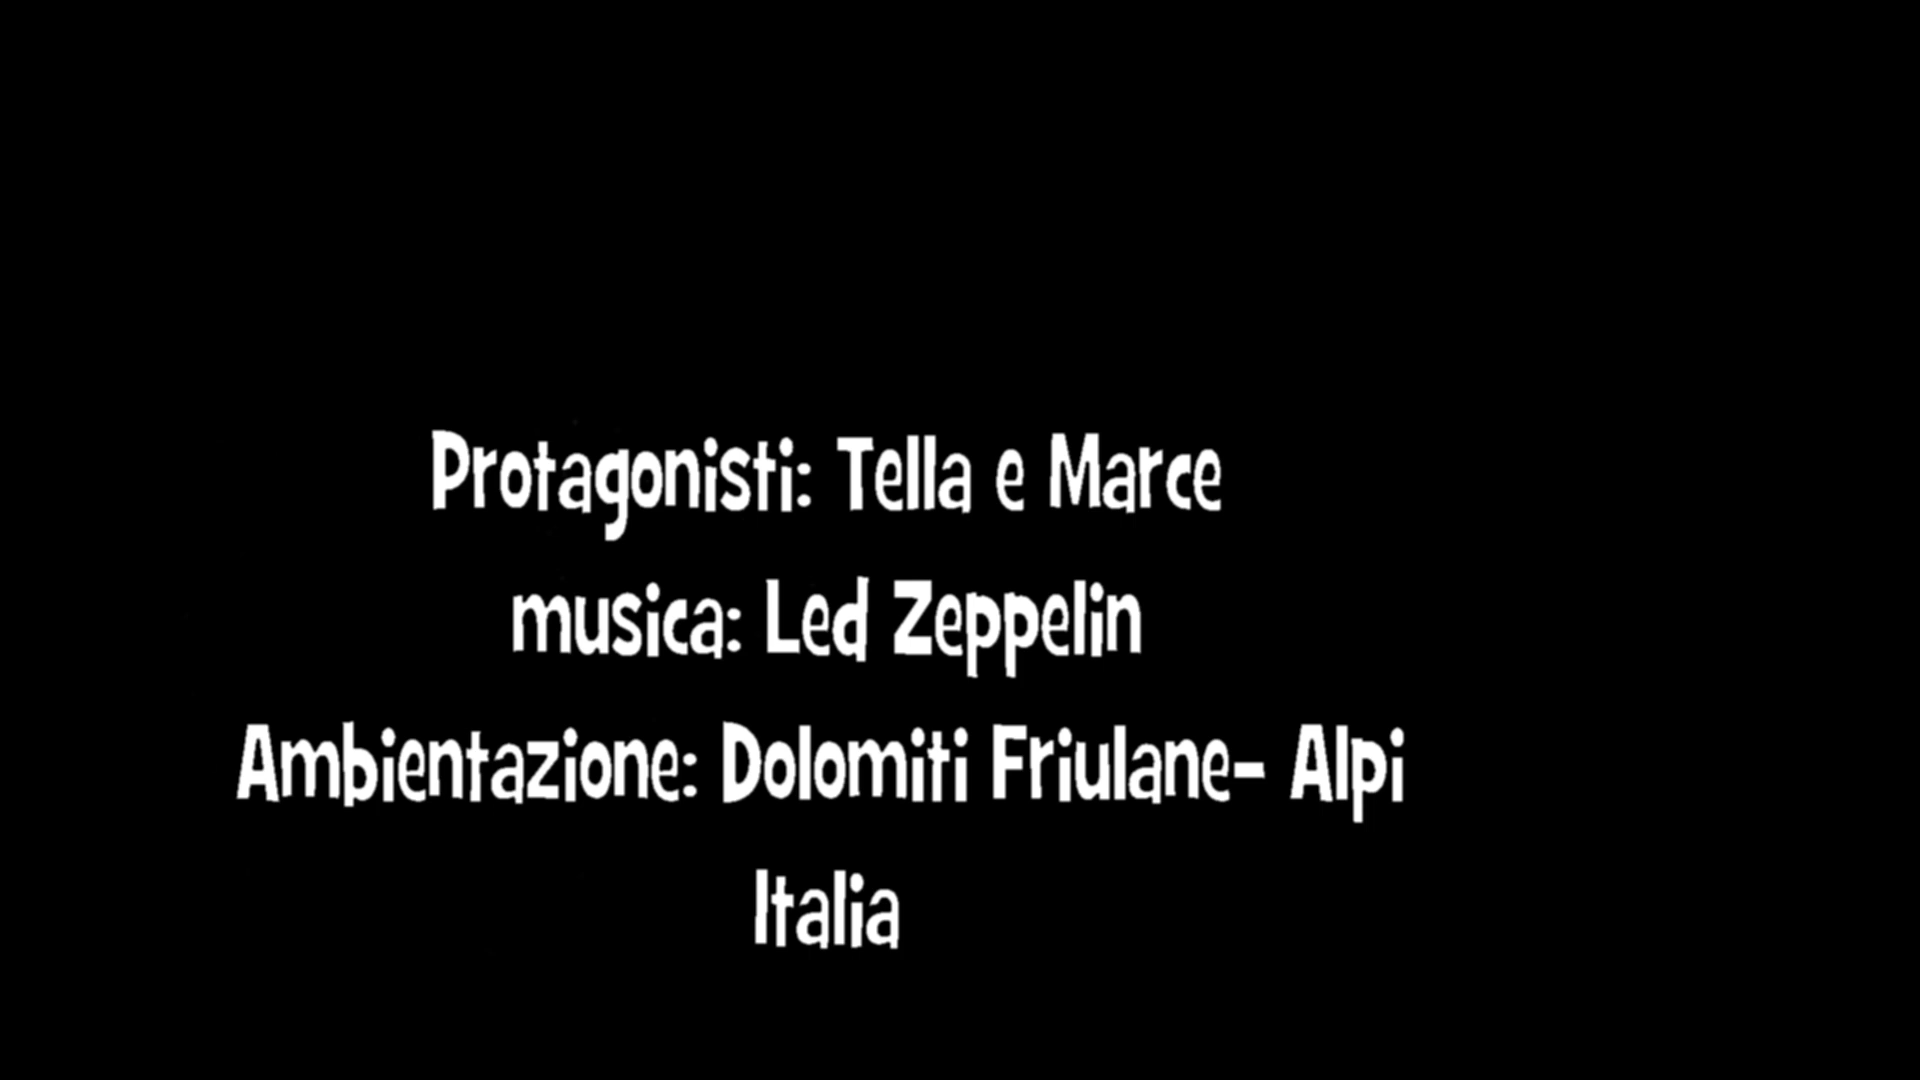 Protagonisti: Tella e Marce
musica: Led Zeppelin
Ambientazione: Dolomiti Friulane- Alpi
Italia